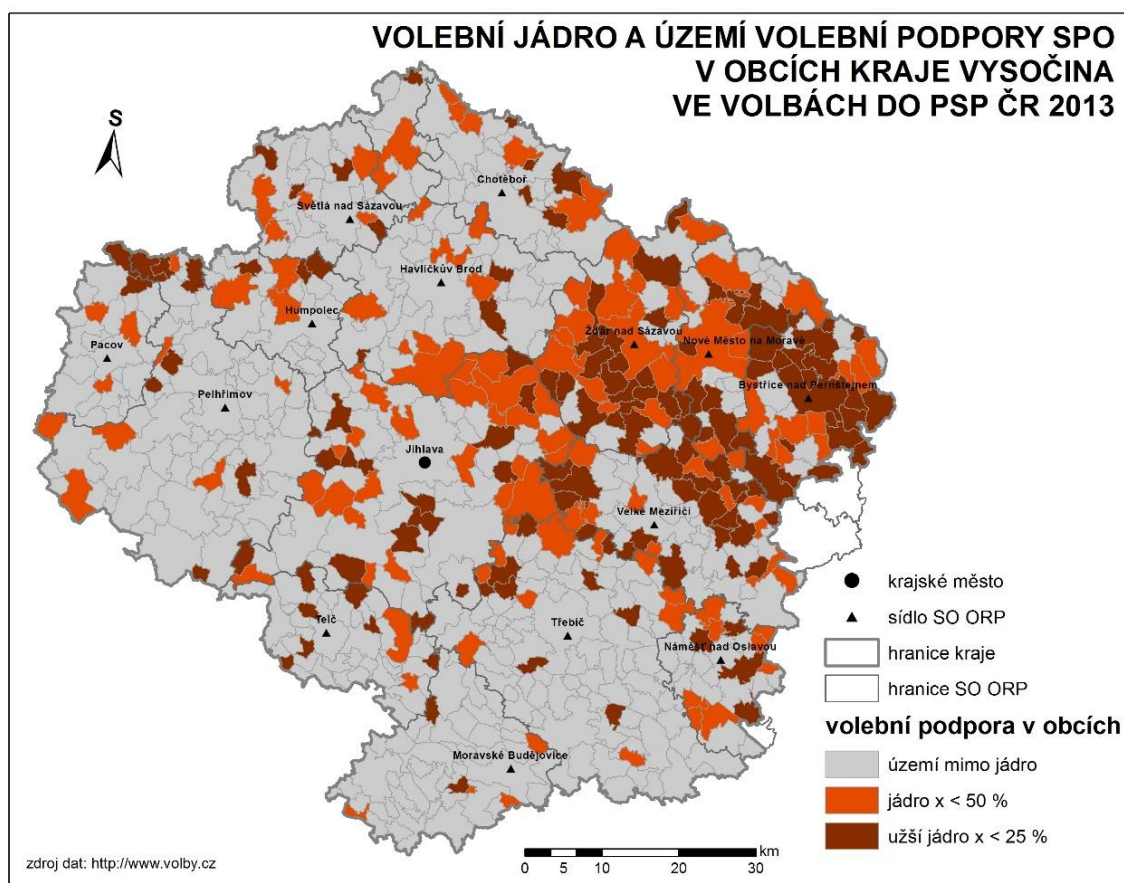 VOLEBNÍ JÁDRO A ÚZEMÍ VOLEBNÍ PODPORY SPO
V OBCÍCH KRAJE VYSOČINA
VE VOLBÁCH DO PSP ČR 2013
S
Chotěboř
Světlá nad Sázavou
Havlíčkův Brod
Humpolec
Žďár nad Sázavou
Nové Město na Moravě
Pacov
Bystřice nad Pernštejnem
Pelhřimov
Jihlava
Velké Meziříčí
Telč
Třebíč
Náměšť nad Oslavou
Moravské Budějovice
krajské město
sídlo SO ORP
hranice kraje
hranice SO ORP
volební podpora v obcích
území mimo jádro
jádro x < 50 %
užší jádro x < 25 %
km
0 5 10 20 30
zdroj dat: http://www.volby.cz